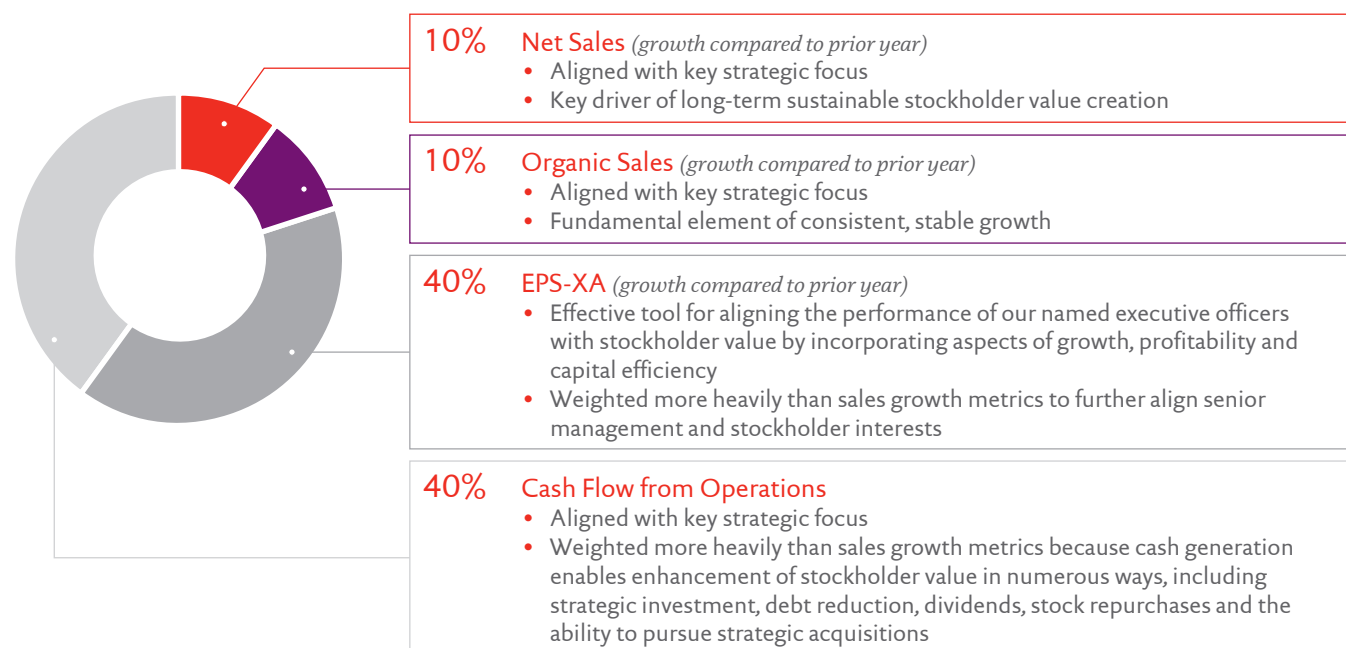 10% Net Sales (growth compared to prior year)
• Aligned with key strategic focus
• Key driver of long-term sustainable stockholder value creation
10% Organic Sales (growth compared to prior year)
• Aligned with key strategic focus
• Fundamental element of consistent, stable growth
40% EPS-XA (growth compared to prior year)
• Effective tool for aligning the performance of our named executive officers
with stockholder value by incorporating aspects of growth, profitability and
capital efficiency
• Weighted more heavily than sales growth metrics to further align senior
management and stockholder interests
40% Cash Flow from Operations
• Aligned with key strategic focus
• Weighted more heavily than sales growth metrics because cash generation
enables enhancement of stockholder value in numerous ways, including
strategic investment, debt reduction, dividends, stock repurchases and the
ability to pursue strategic acquisitions